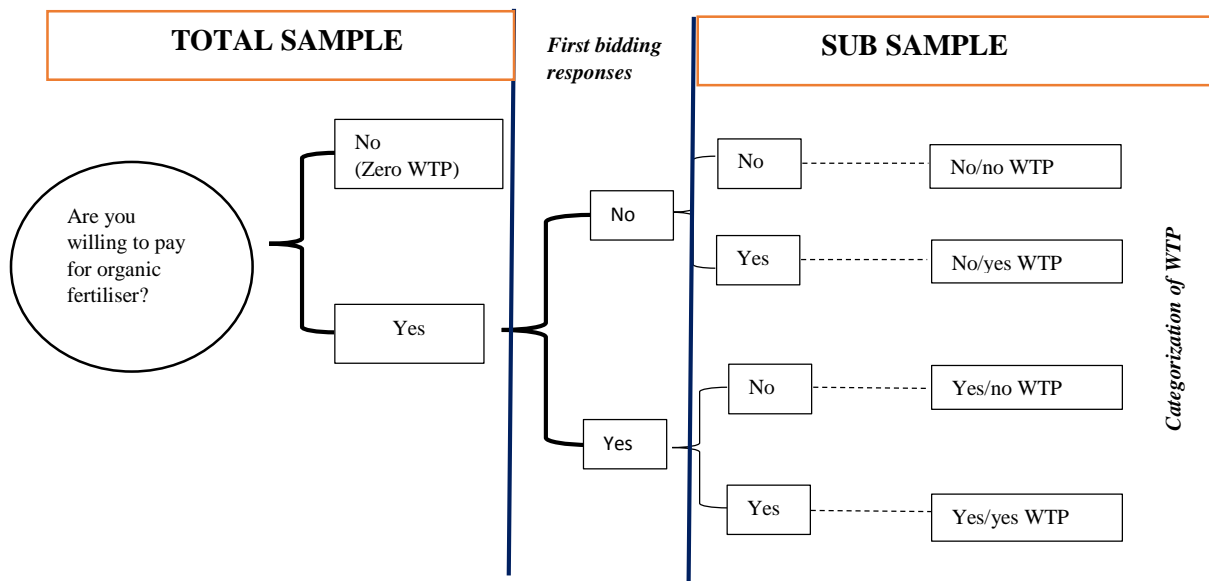 TOTAL SAMPLE
First bidding
responses
SUB SAMPLE
Are you
willing to pay
for organic
fertiliser?
No
(Zero WTP)
Yes
No
Yes
No
No/no WTP
Yes
No/yes WTP
No
Yes/no WTP
Yes
Yes/yes WTP
Categorization of WTP